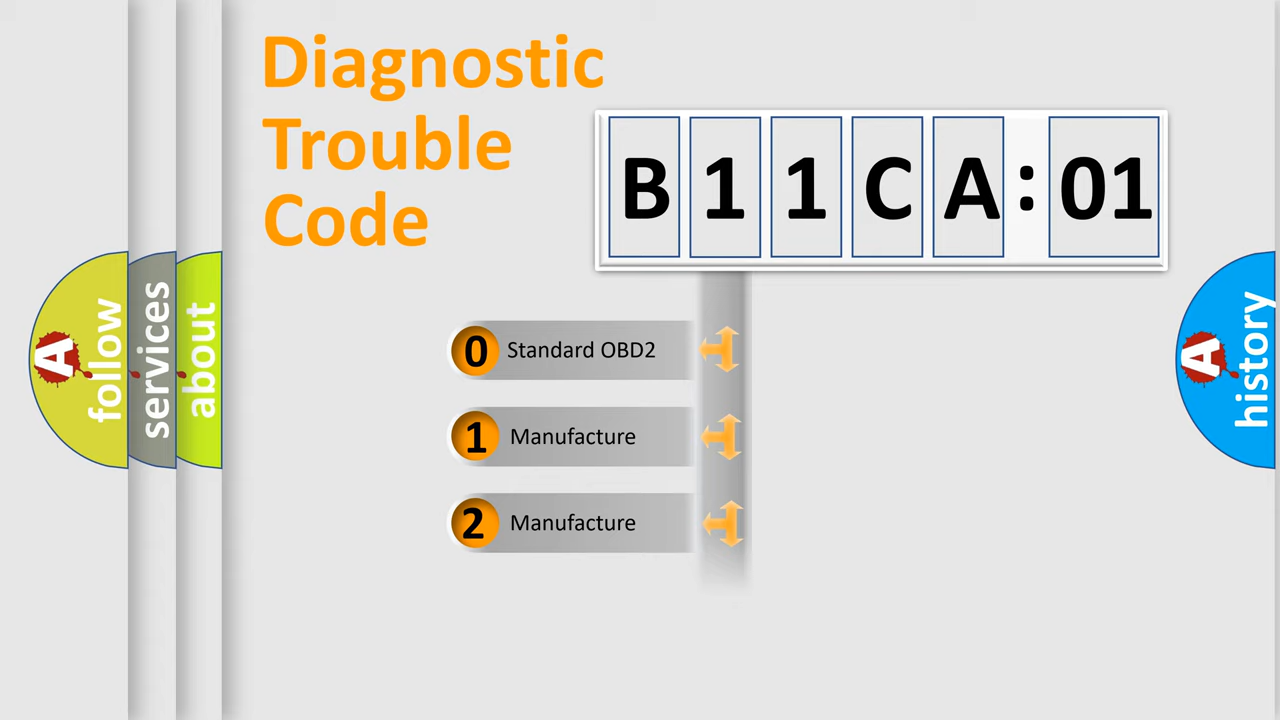 Diagnostic
Trouble
Code
B 1 1 C A : 01
0 Standard OBD2
1 Manufacture
2 Manufacture
A follow
services
about
A history